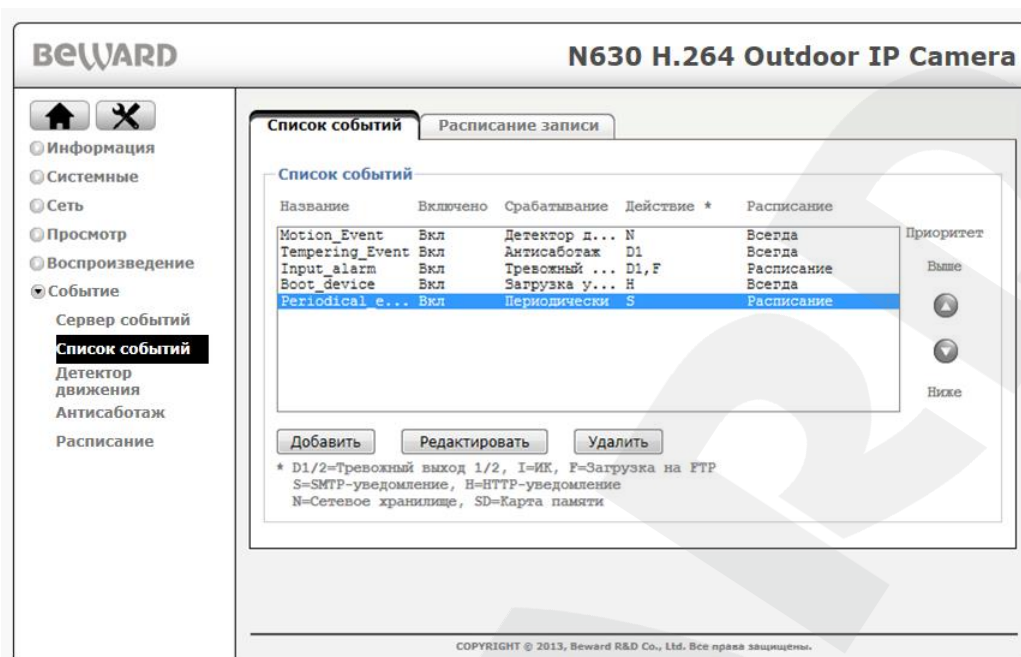 BEWARD
N630 H.264 Outdoor IP Camera
Информация
Системные
Сеть
Просмотр
Воспроизведение
Событие
Сервер событий
Список событий
Детектор
движения
Антисаботаж
Расписание
Список событий Расписание записи
Список событий
Название Включено Срабатывание Действие * Расписание
Motion_Event Вкл Детектор д... N Всегда
Tempering_Event Вкл Антисаботаж D1 Всегда
Input_alarm Вкл Тревожный ... D1,F Расписание
Boot_device Вкл Загрузка у... H Всегда
Periodical_e... Вкл Периодически S Расписание
Приоритет
Выше
Ниже
Добавить Редактировать Удалить
* D1/2=Тревожный выход 1/2, I=ИК, F=Загрузка на FTP
S=SMTP-уведомление, H=HTTP-уведомление
N=Сетевое хранилище, SD=Карта памяти
COPYRIGHT © 2013, Beward R&D Co., Ltd. Все права защищены.